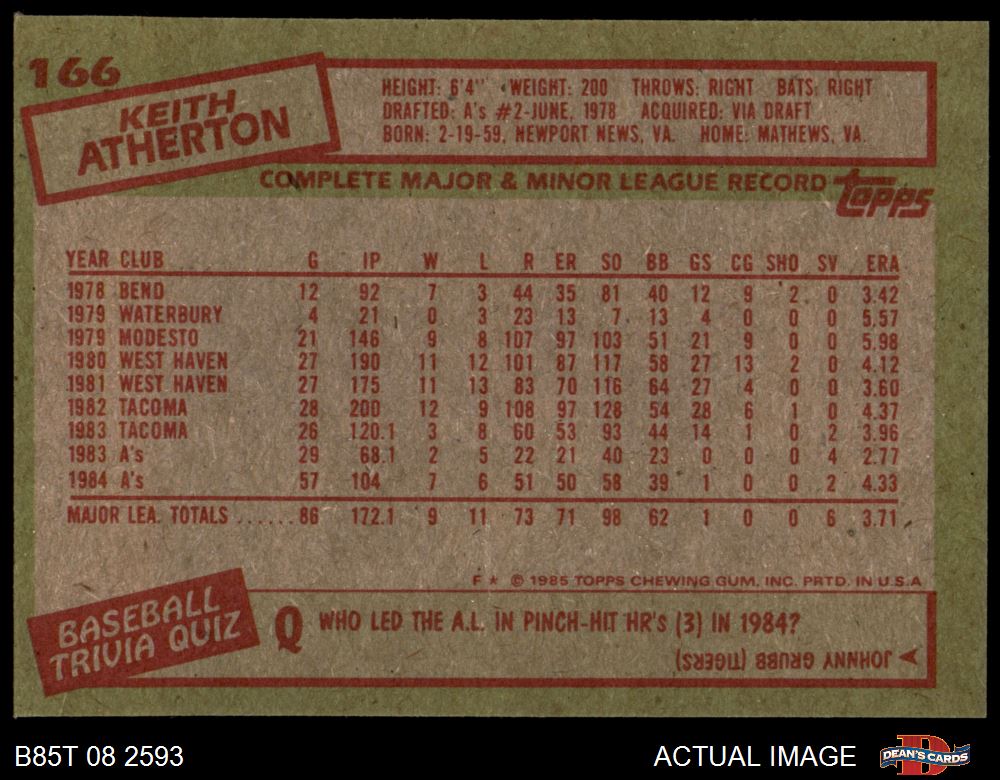 166
KEITH
ATHERTON
HEIGHT: 6'4" WEIGHT: 200 THROWS: RIGHT BATS: RIGHT
DRAFTED: A's #2-JUNE, 1978 ACQUIRED: VIA DRAFT
BORN: 2-19-59, NEWPORT NEWS, VA. HOME: MATHEWS, VA.
COMPLETE MAJOR & MINOR LEAGUE RECORD topps
YEAR CLUB G IP W L R ER SO BB GS CG SHO SV ERA
1978 BEND 12 92 7 3 44 35 81 40 12 9 2 0 3.42
1979 WATERBURY 4 21 0 3 23 13 7 13 4 0 0 0 5.57
1979 MODESTO 21 146 9 8 107 97 103 51 21 9 0 0 5.98
1980 WEST HAVEN 27 190 11 12 101 87 117 58 27 13 2 0 4.12
1981 WEST HAVEN 27 175 11 13 83 70 116 64 27 4 0 0 3.60
1982 TACOMA 28 200 12 9 108 97 128 54 28 6 1 0 4.37
1983 TACOMA 26 120.1 3 8 60 53 93 44 14 1 0 2 3.96
1983 A's 29 68.1 2 5 22 21 40 23 0 0 0 4 2.77
1984 A's 57 104 7 6 51 50 58 39 1 0 0 2 4.33
MAJOR LEA. TOTALS ...... 86 172.1 9 11 73 71 98 62 1 0 0 6 3.71
F * © 1985 TOPPS CHEWING GUM, INC. PRTD. IN U.S.A
BASEBALL
TRIVIA QUIZ
Q WHO LED THE A.L. IN PINCH-HIT HR's (3) IN 1984?
JOHNNY GRUBB (TIGERS)
B85T 08 2593 ACTUAL IMAGE DEAN'S CARDS